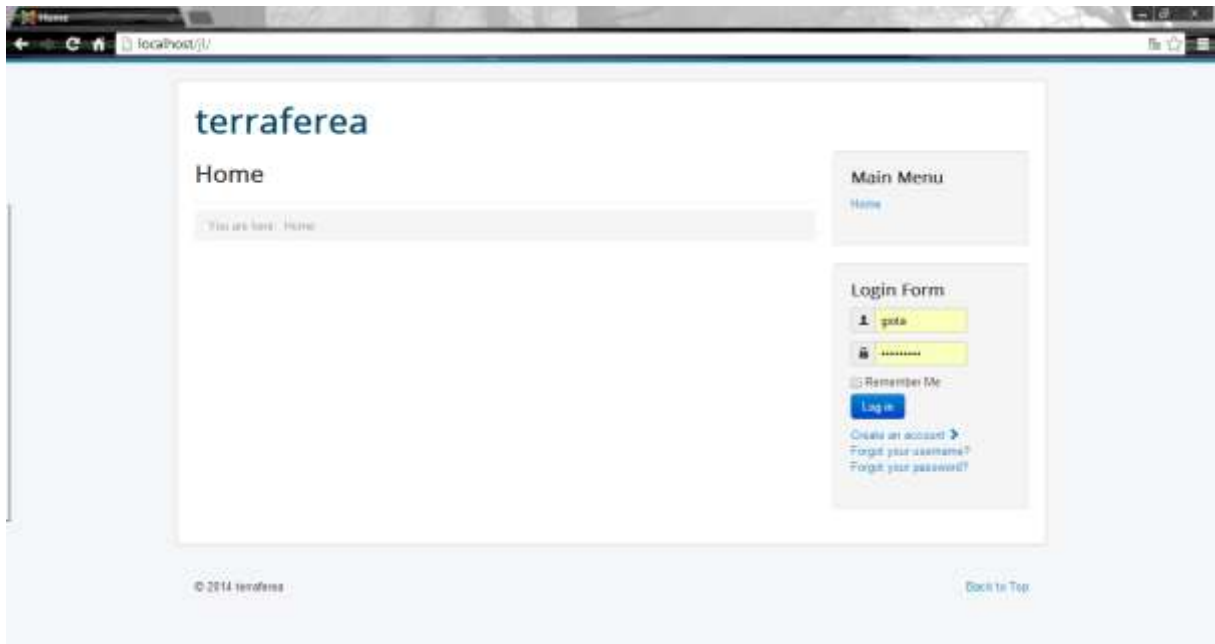 Home
localhost/jl/
terraferea
Home
You are here: Home
Main Menu
Home
Login Form
••••••••••
Remember Me
Log in
Create an account
Forgot your username?
Forgot your password?
© 2014 terraferea
Back to Top